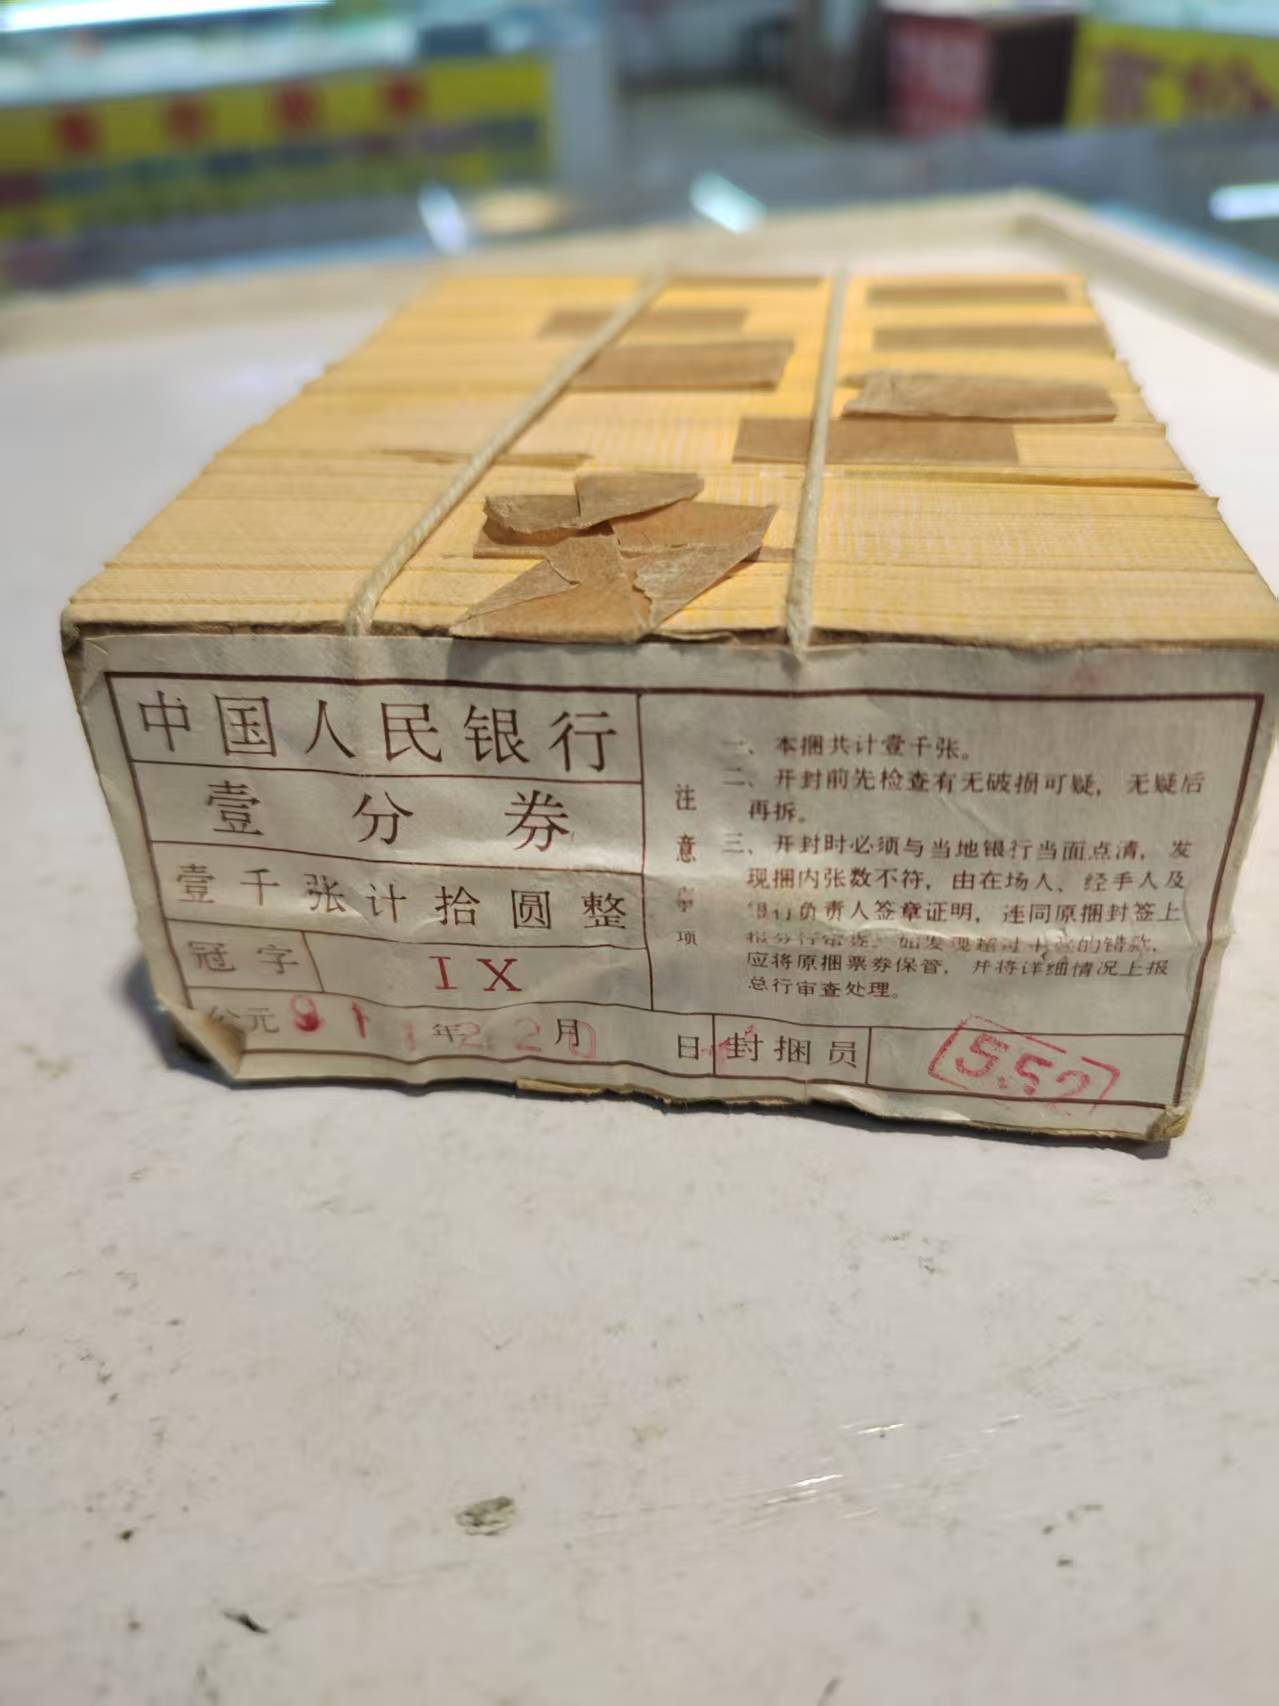 中国人民银行
壹分券
壹千张计拾圆整
冠字 IX
公元 91 年 2.20 月 日 封捆员 552
注意事项
一、本捆共计壹千张。
二、开封前先检查有无破损可疑，无疑后
再拆。
三、开封时必须与当地银行当面点清，发
现捆内张数不符，由在场人、经手人及
银行负责人签章证明，连同原捆封签上
应将原捆票券保管，并将详细情况上报
总行审查处理。